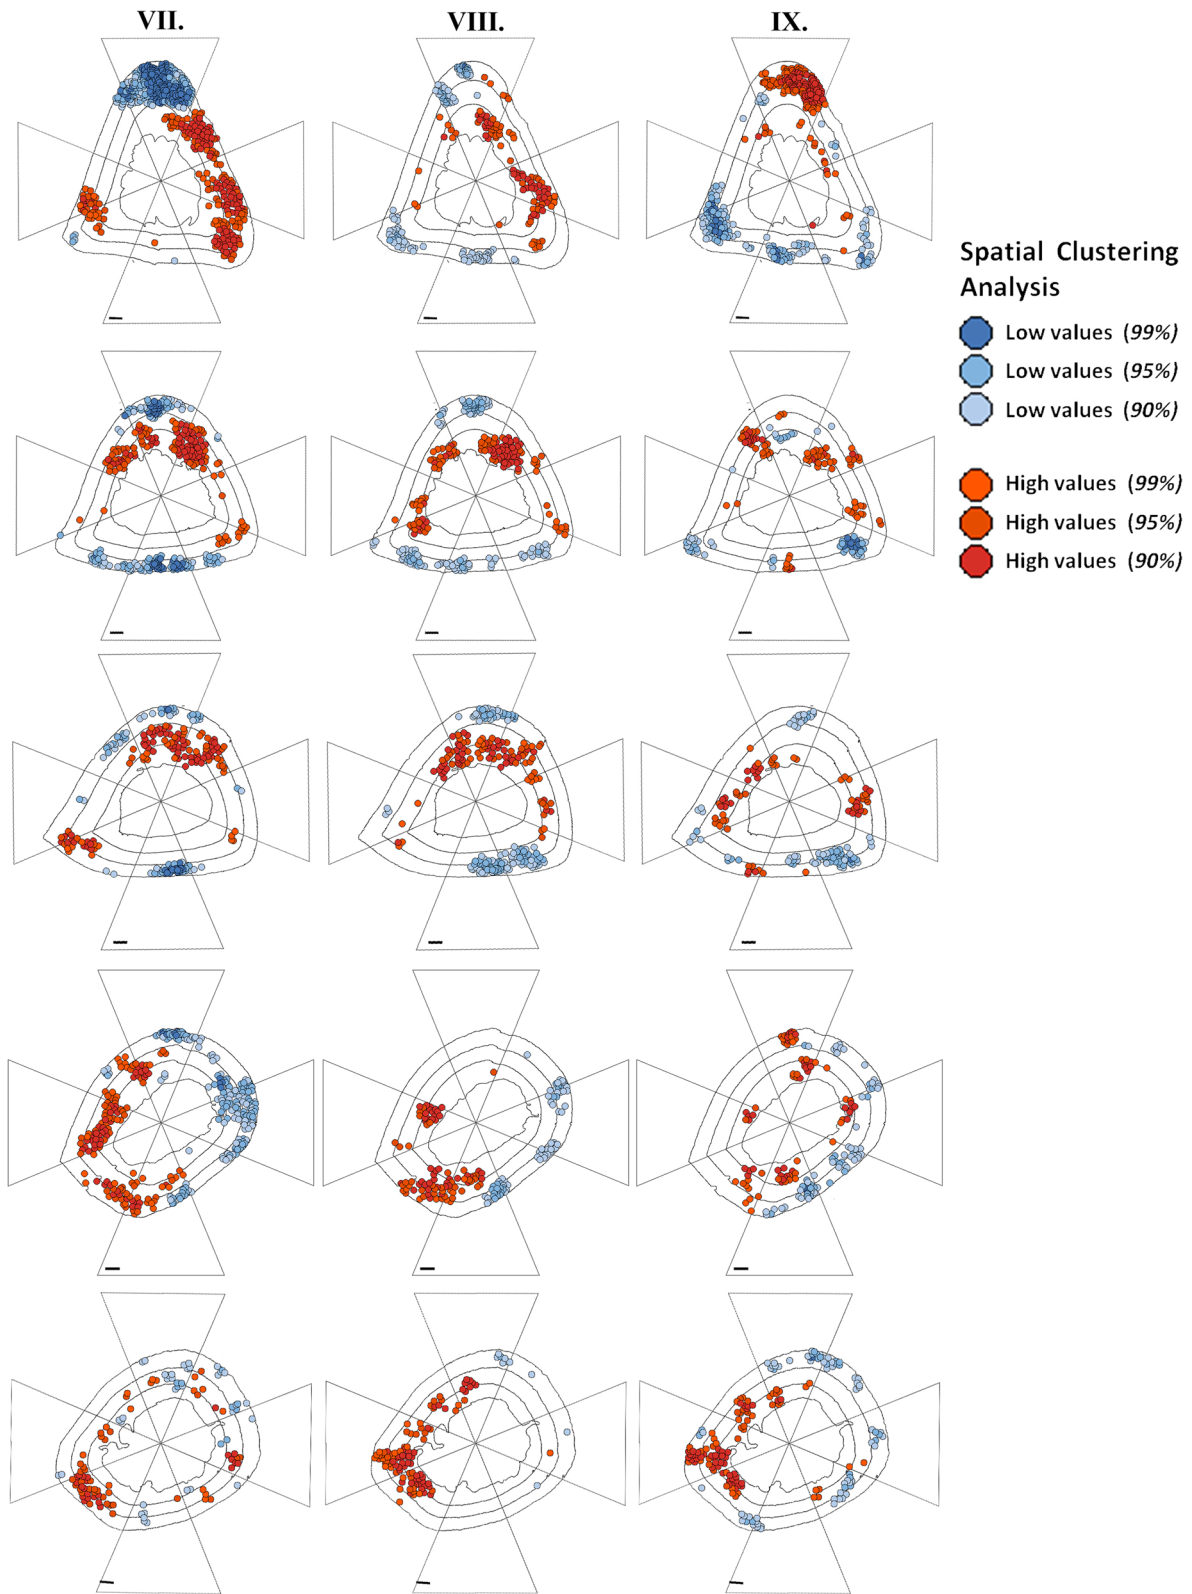 VII. VIII. IX.
Spatial Clustering
Analysis
Low values (99%)
Low values (95%)
Low values (90%)
High values (99%)
High values (95%)
High values (90%)